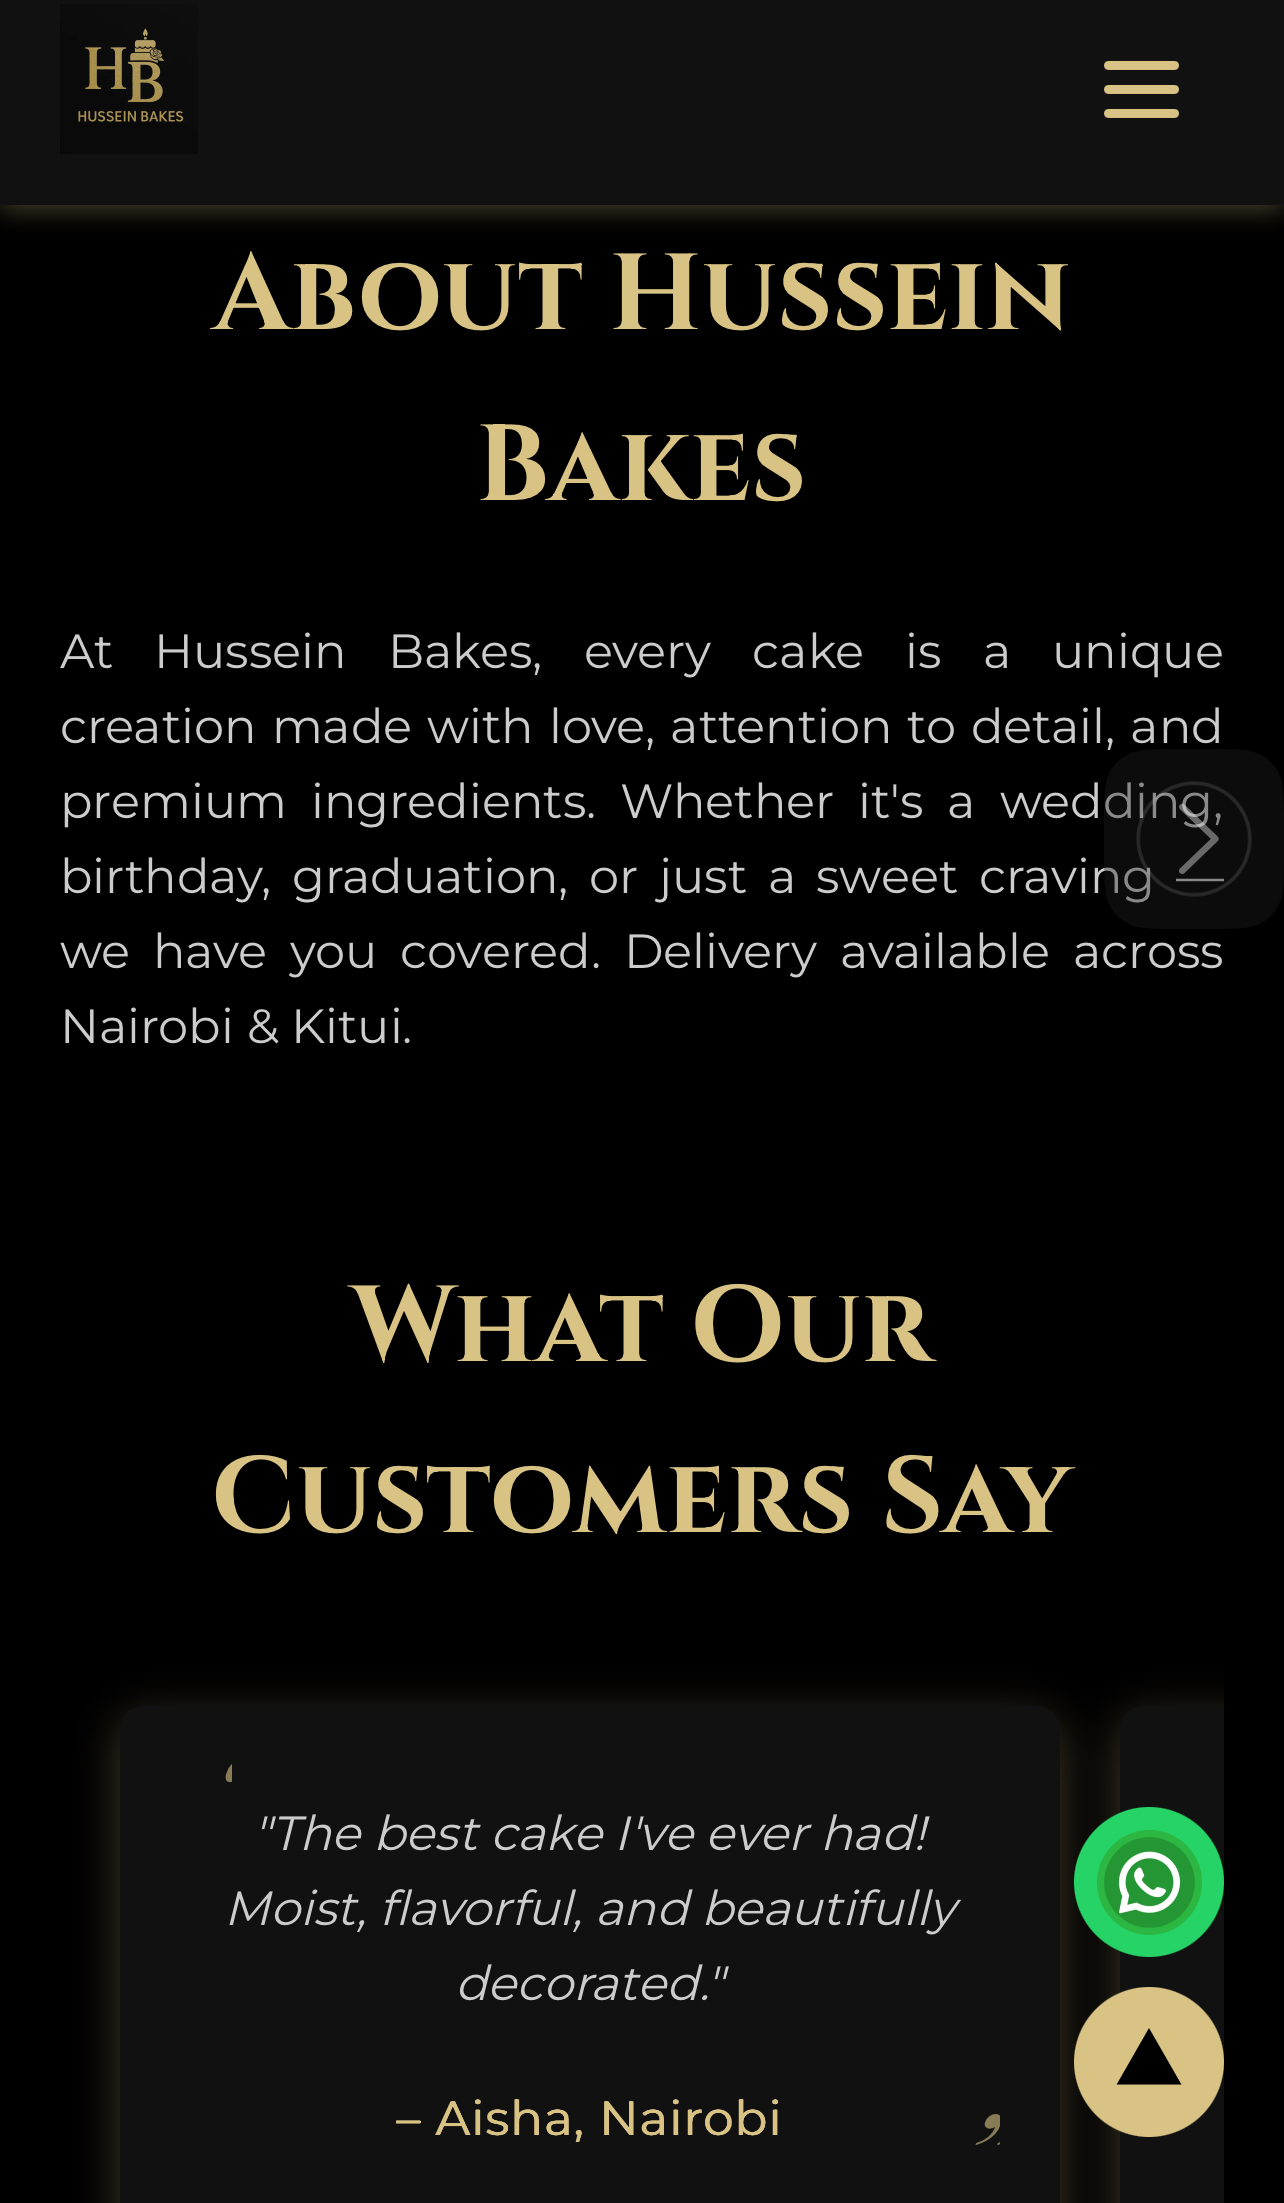 HB
HUSSEIN BAKES
About Hussein
Bakes
At Hussein Bakes, every cake is a unique
creation made with love, attention to detail, and
premium ingredients. Whether it's a wedding,
birthday, graduation, or just a sweet craving —
we have you covered. Delivery available across
Nairobi & Kitui.
What Our
Customers Say
"The best cake I've ever had!
Moist, flavorful, and beautifully
decorated."
– Aisha, Nairobi